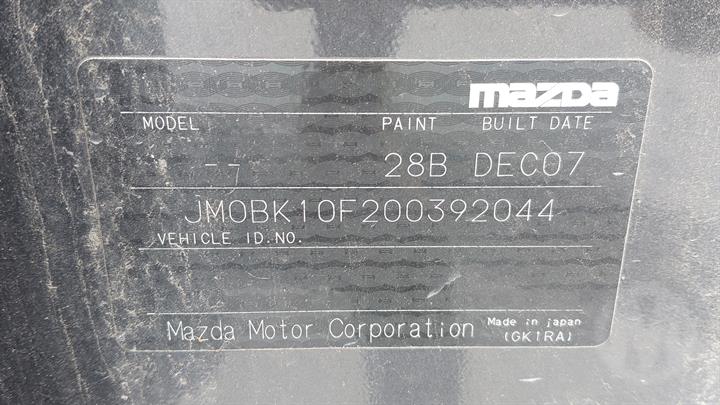 mazda
MODEL PAINT BUILT DATE
-- 28B DEC07
JM0BK10F200392044
VEHICLE ID.NO.
Mazda Motor Corporation Made in japan
(GK1RA)